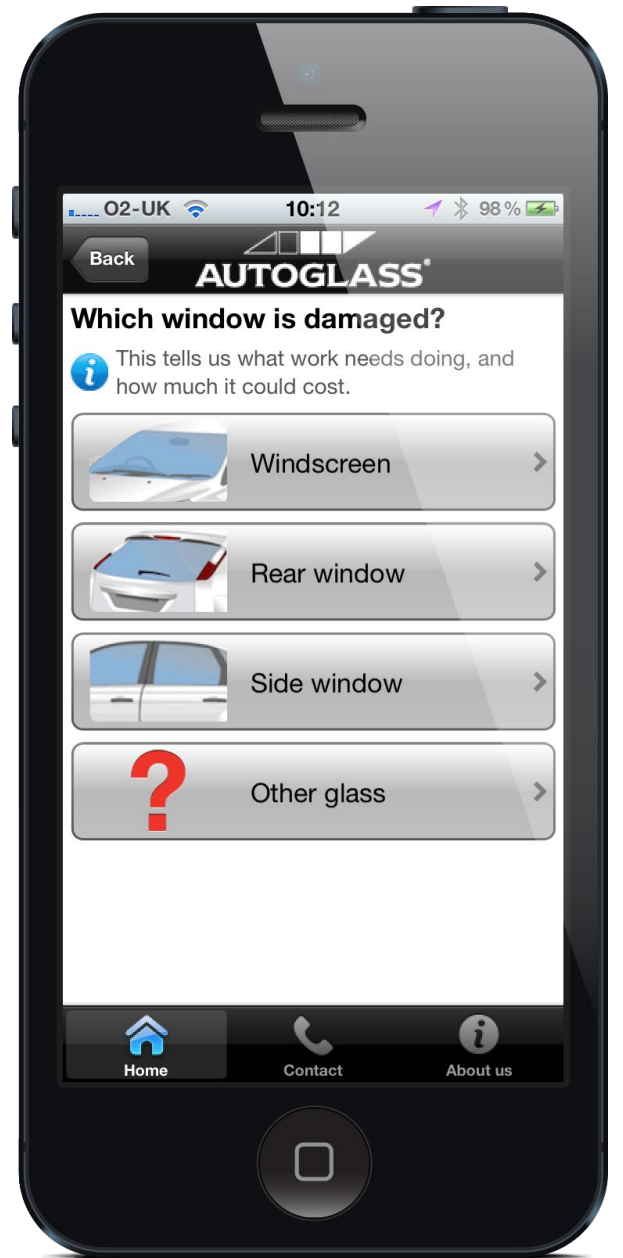 O2-UK 10:12 98%
Back
AUTOGLASS®
Which window is damaged?
This tells us what work needs doing, and
how much it could cost.
Windscreen
Rear window
Side window
?
Other glass
Home Contact About us